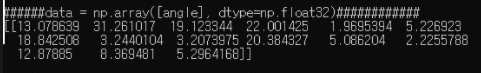 ######data = np.array([angle], dtype=np.float32)############
[[13.078639 31.261017 19.123344 22.001425 1.9695394 5.226923
18.842508 3.2440104 3.2073975 20.384327 5.086204 2.2255788
12.87885 8.369481 5.2964168]]